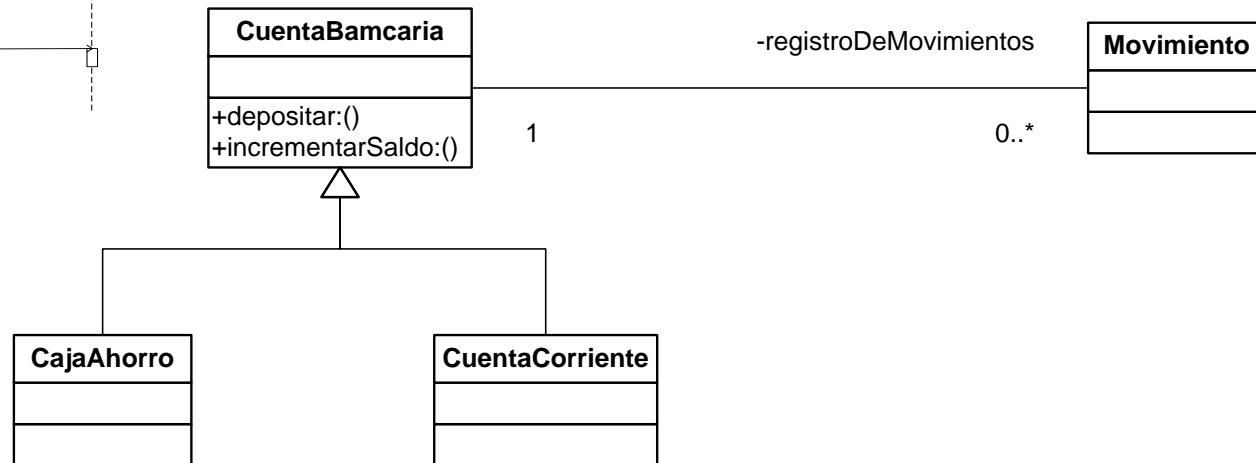 CuentaBamcaria
+depositar:()
+incrementarSaldo:()
-registroDeMovimientos
1
0..*
Movimiento
CajaAhorro
CuentaCorriente